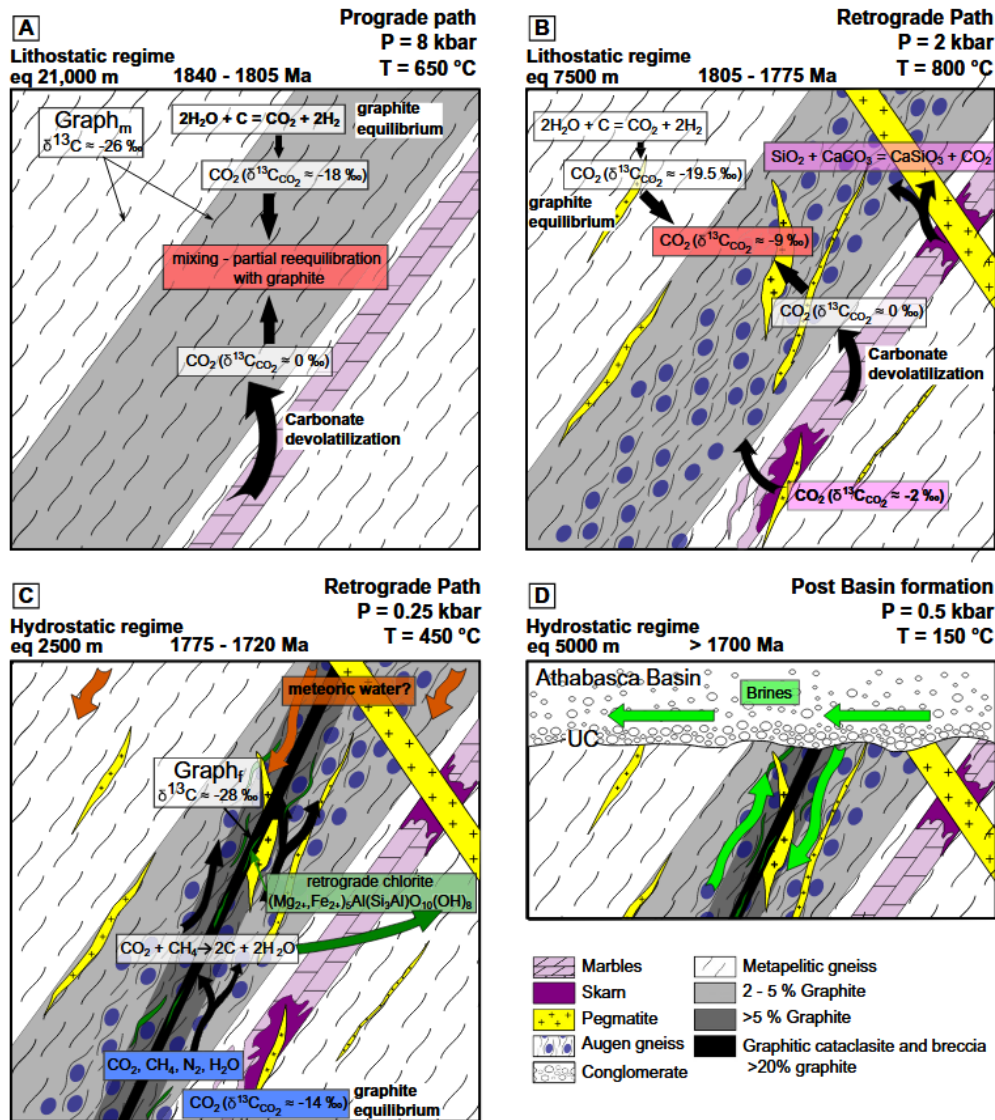 A
Prograde path
P = 8 kbar
Lithostatic regime
T = 650 °C
eq 21,000 m
1840 - 1805 Ma
Graphm
δ13C ≈ -26 ‰
2H2O + C = CO2 + 2H2
graphite
equilibrium
CO2 (δ13CCO2 ≈ -18 ‰)
mixing - partial reequilibration
with graphite
CO2 (δ13CCO2 ≈ 0 ‰)
Carbonate
devolatilization
B
Retrograde Path
P = 2 kbar
Lithostatic regime
T = 800 °C
eq 7500 m
1805 - 1775 Ma
2H2O + C = CO2 + 2H2
SiO2 + CaCO3 = CaSiO3 + CO2
CO2 (δ13CCO2 ≈ -19.5 ‰)
graphite
equilibrium
CO2 (δ13CCO2 ≈ -9 ‰)
CO2 (δ13CCO2 ≈ 0 ‰)
Carbonate
devolatilization
CO2 (δ13CCO2 ≈ -2 ‰)
C
Retrograde Path
P = 0.25 kbar
Hydrostatic regime
T = 450 °C
eq 2500 m
1775 - 1720 Ma
meteoric water?
Graphf
δ13C ≈ -28 ‰
retrograde chlorite
(Mg2+,Fe2+)5Al(Si3Al)O10(OH)8
CO2 + CH4→2C + 2H2O
CO2, CH4, N2, H2O
CO2 (δ13CCO2 ≈ -14 ‰)
graphite
equilibrium
D
Post Basin formation
P = 0.5 kbar
Hydrostatic regime
T = 150 °C
eq 5000 m
> 1700 Ma
Athabasca Basin
Brines
UC
Marbles
Skarn
Pegmatite
Augen gneiss
Conglomerate
Metapelitic gneiss
2 - 5 % Graphite
>5 % Graphite
Graphitic cataclasite and breccia
>20% graphite